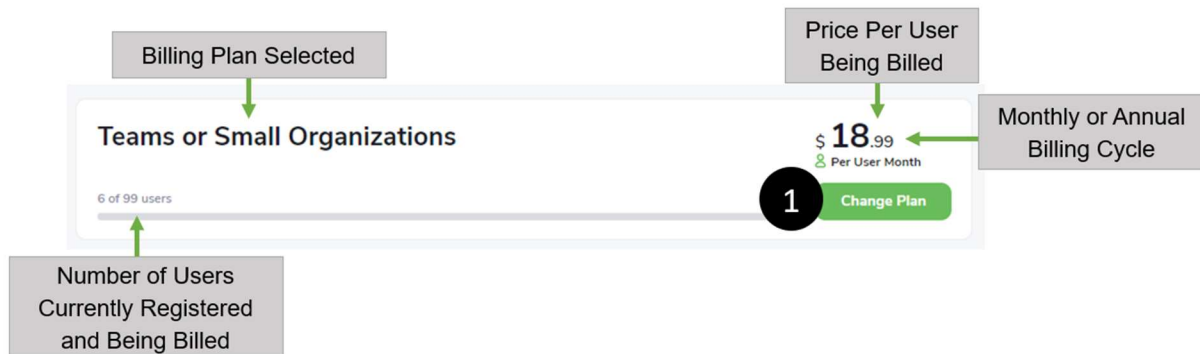 Billing Plan Selected
Price Per User
Being Billed
Monthly or Annual
Billing Cycle
Teams or Small Organizations
$ 18.99
Per User Month
6 of 99 users
1
Change Plan
Number of Users
Currently Registered
and Being Billed